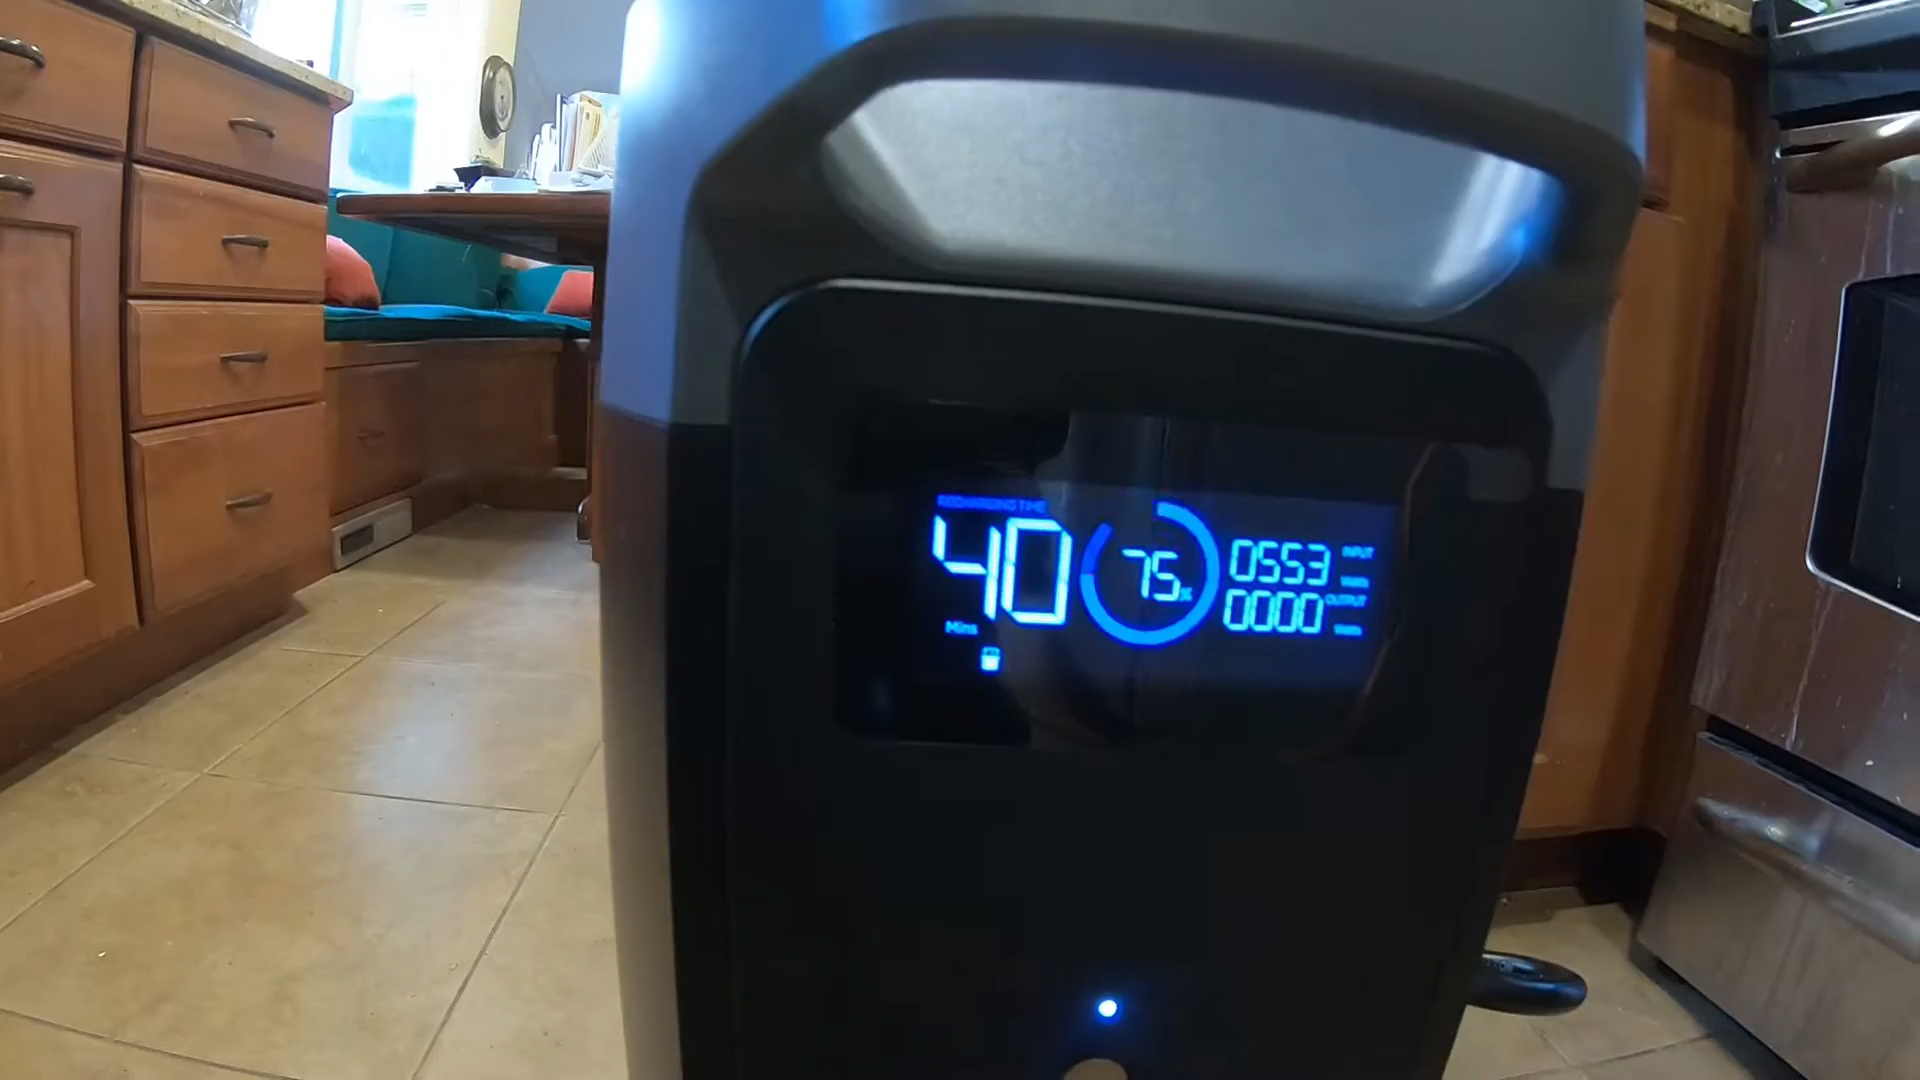 RECHARGING TIME
40
Mins
75%
0553 INPUT
Watts
0000 OUTPUT
Watts